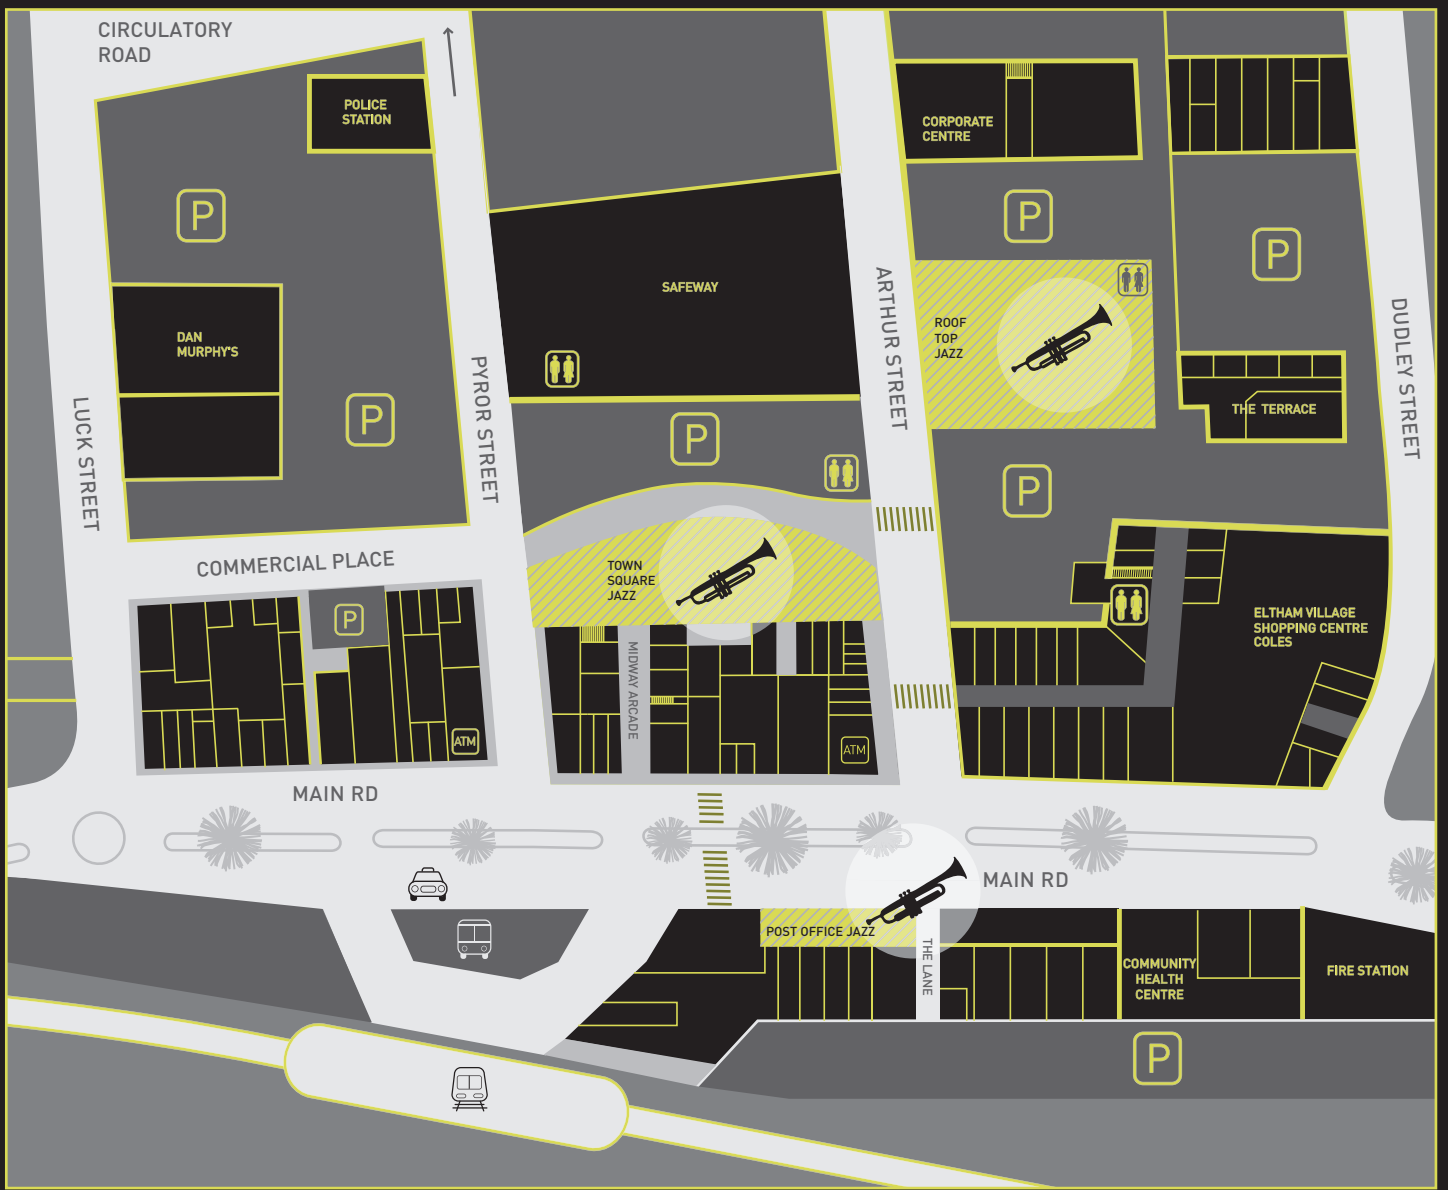 CIRCULATORY
ROAD
POLICE
STATION
CORPORATE
CENTRE
P
P
P
SAFEWAY
ARTHUR STREET
ROOF
TOP
JAZZ
DUDLEY STREET
DAN
MURPHY'S
PYROR STREET
LUCK STREET
P
P
THE TERRACE
P
COMMERCIAL PLACE
TOWN
SQUARE
JAZZ
P
ELTHAM VILLAGE
SHOPPING CENTRE
COLES
MIDWAY ARCADE
ATM
ATM
MAIN RD
MAIN RD
POST OFFICE JAZZ
THE LANE
COMMUNITY
HEALTH
CENTRE
FIRE STATION
P